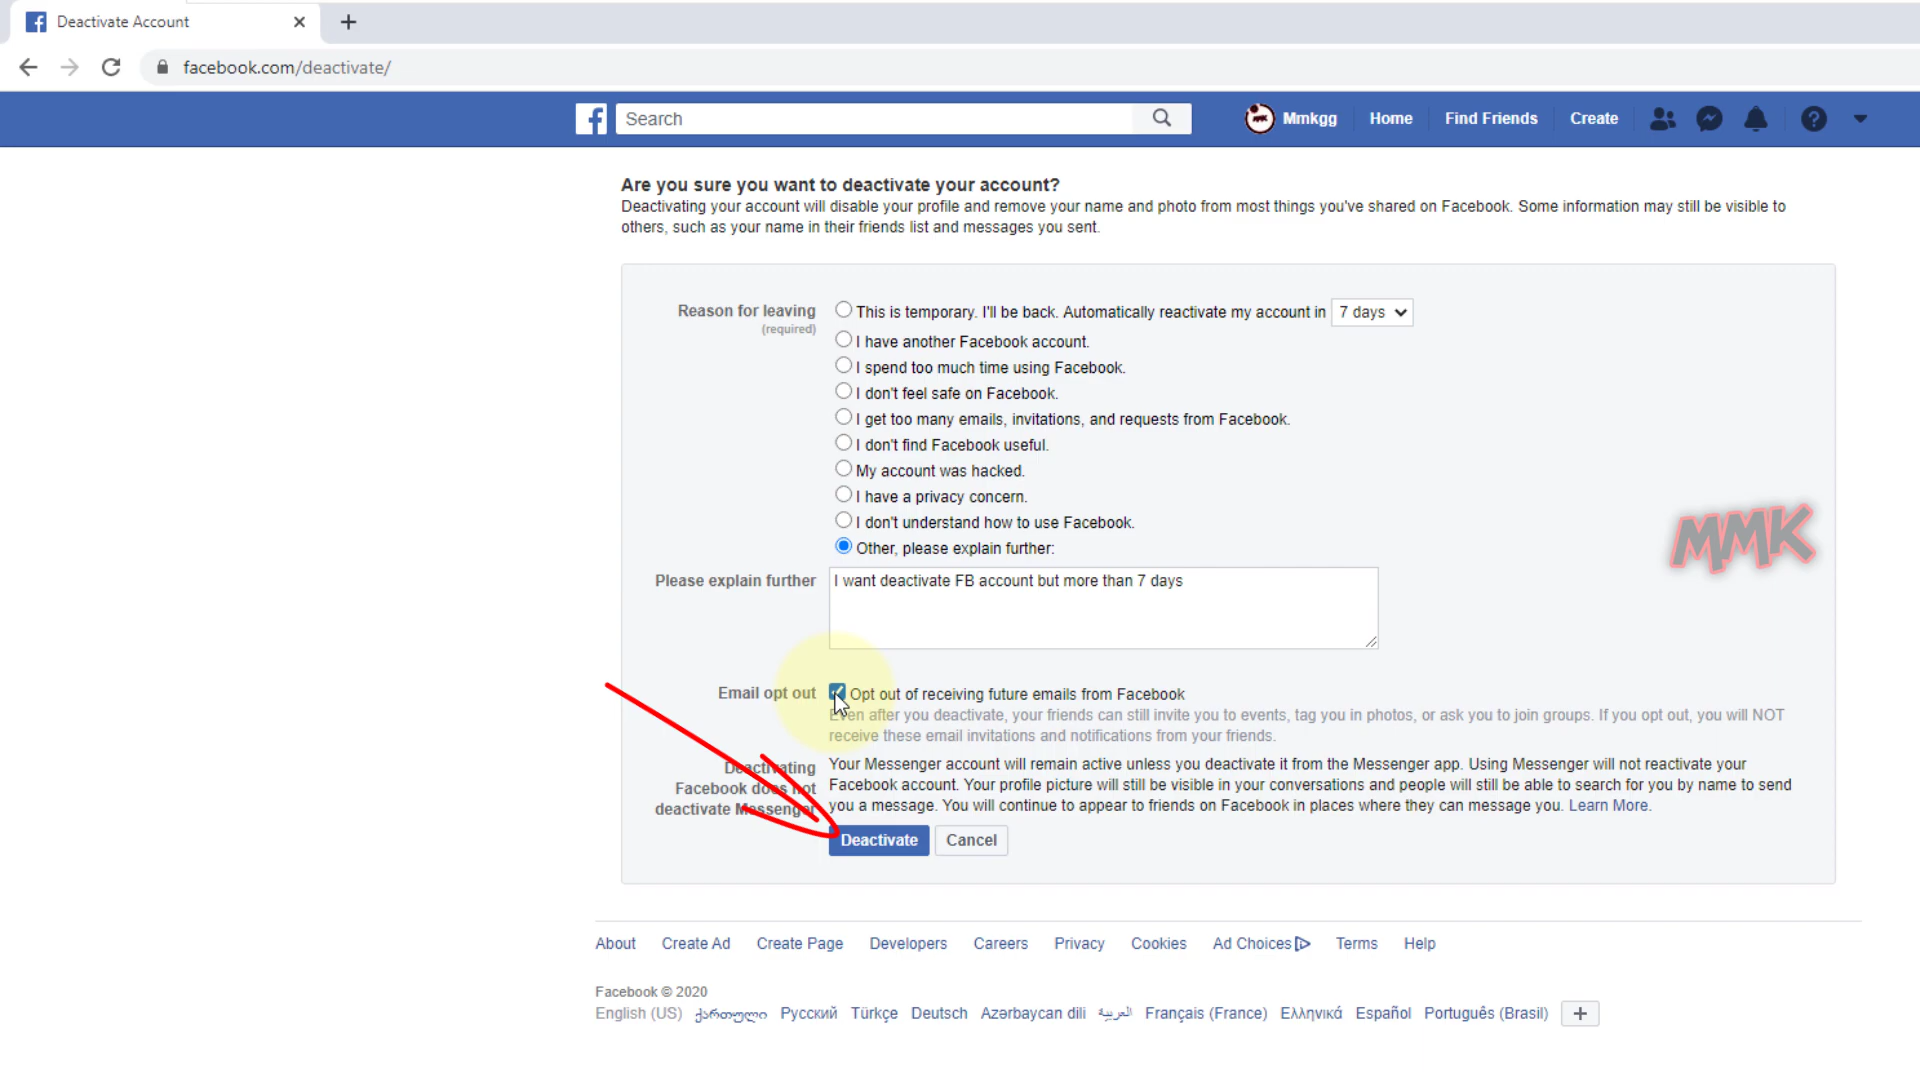 Deactivate Account
facebook.com/deactivate/
Search
Mmkgg
Home
Find Friends
Create
Are you sure you want to deactivate your account?
Deactivating your account will disable your profile and remove your name and photo from most things you've shared on Facebook. Some information may still be visible to
others, such as your name in their friends list and messages you sent.
Reason for leaving
(required)
This is temporary. I'll be back. Automatically reactivate my account in 7 days
I have another Facebook account.
I spend too much time using Facebook.
I don't feel safe on Facebook.
I get too many emails, invitations, and requests from Facebook.
I don't find Facebook useful.
My account was hacked.
I have a privacy concern.
I don't understand how to use Facebook.
Other, please explain further:
MMK
Please explain further
I want deactivate FB account but more than 7 days
Email opt out
Opt out of receiving future emails from Facebook
Even after you deactivate, your friends can still invite you to events, tag you in photos, or ask you to join groups. If you opt out, you will NOT
receive these email invitations and notifications from your friends.
Deactivating
Facebook does not
deactivate Messenger
Your Messenger account will remain active unless you deactivate it from the Messenger app. Using Messenger will not reactivate your
Facebook account. Your profile picture will still be visible in your conversations and people will still be able to search for you by name to send
you a message. You will continue to appear to friends on Facebook in places where they can message you. Learn More.
Deactivate
Cancel
About Create Ad Create Page Developers Careers Privacy Cookies Ad Choices Terms Help
Facebook © 2020
English (US) ქართული Русский Türkçe Deutsch Azərbaycan dili العربية Français (France) Ελληνικά Español Português (Brasil)